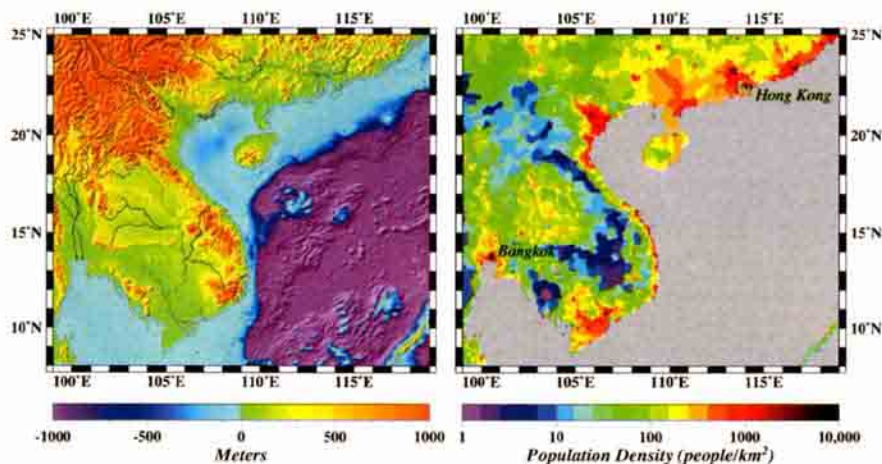 100°E 105°E 110°E 115°E 100°E 105°E 110°E 115°E
25°N 25°N
Hong Kong
20°N 20°N
15°N 15°N
Bangkok
10°N 10°N
100°E 105°E 110°E 115°E 100°E 105°E 110°E 115°E
-1000 -500 0 500 1000 1 10 100 1000 10,000
Meters Population Density (people/km²)